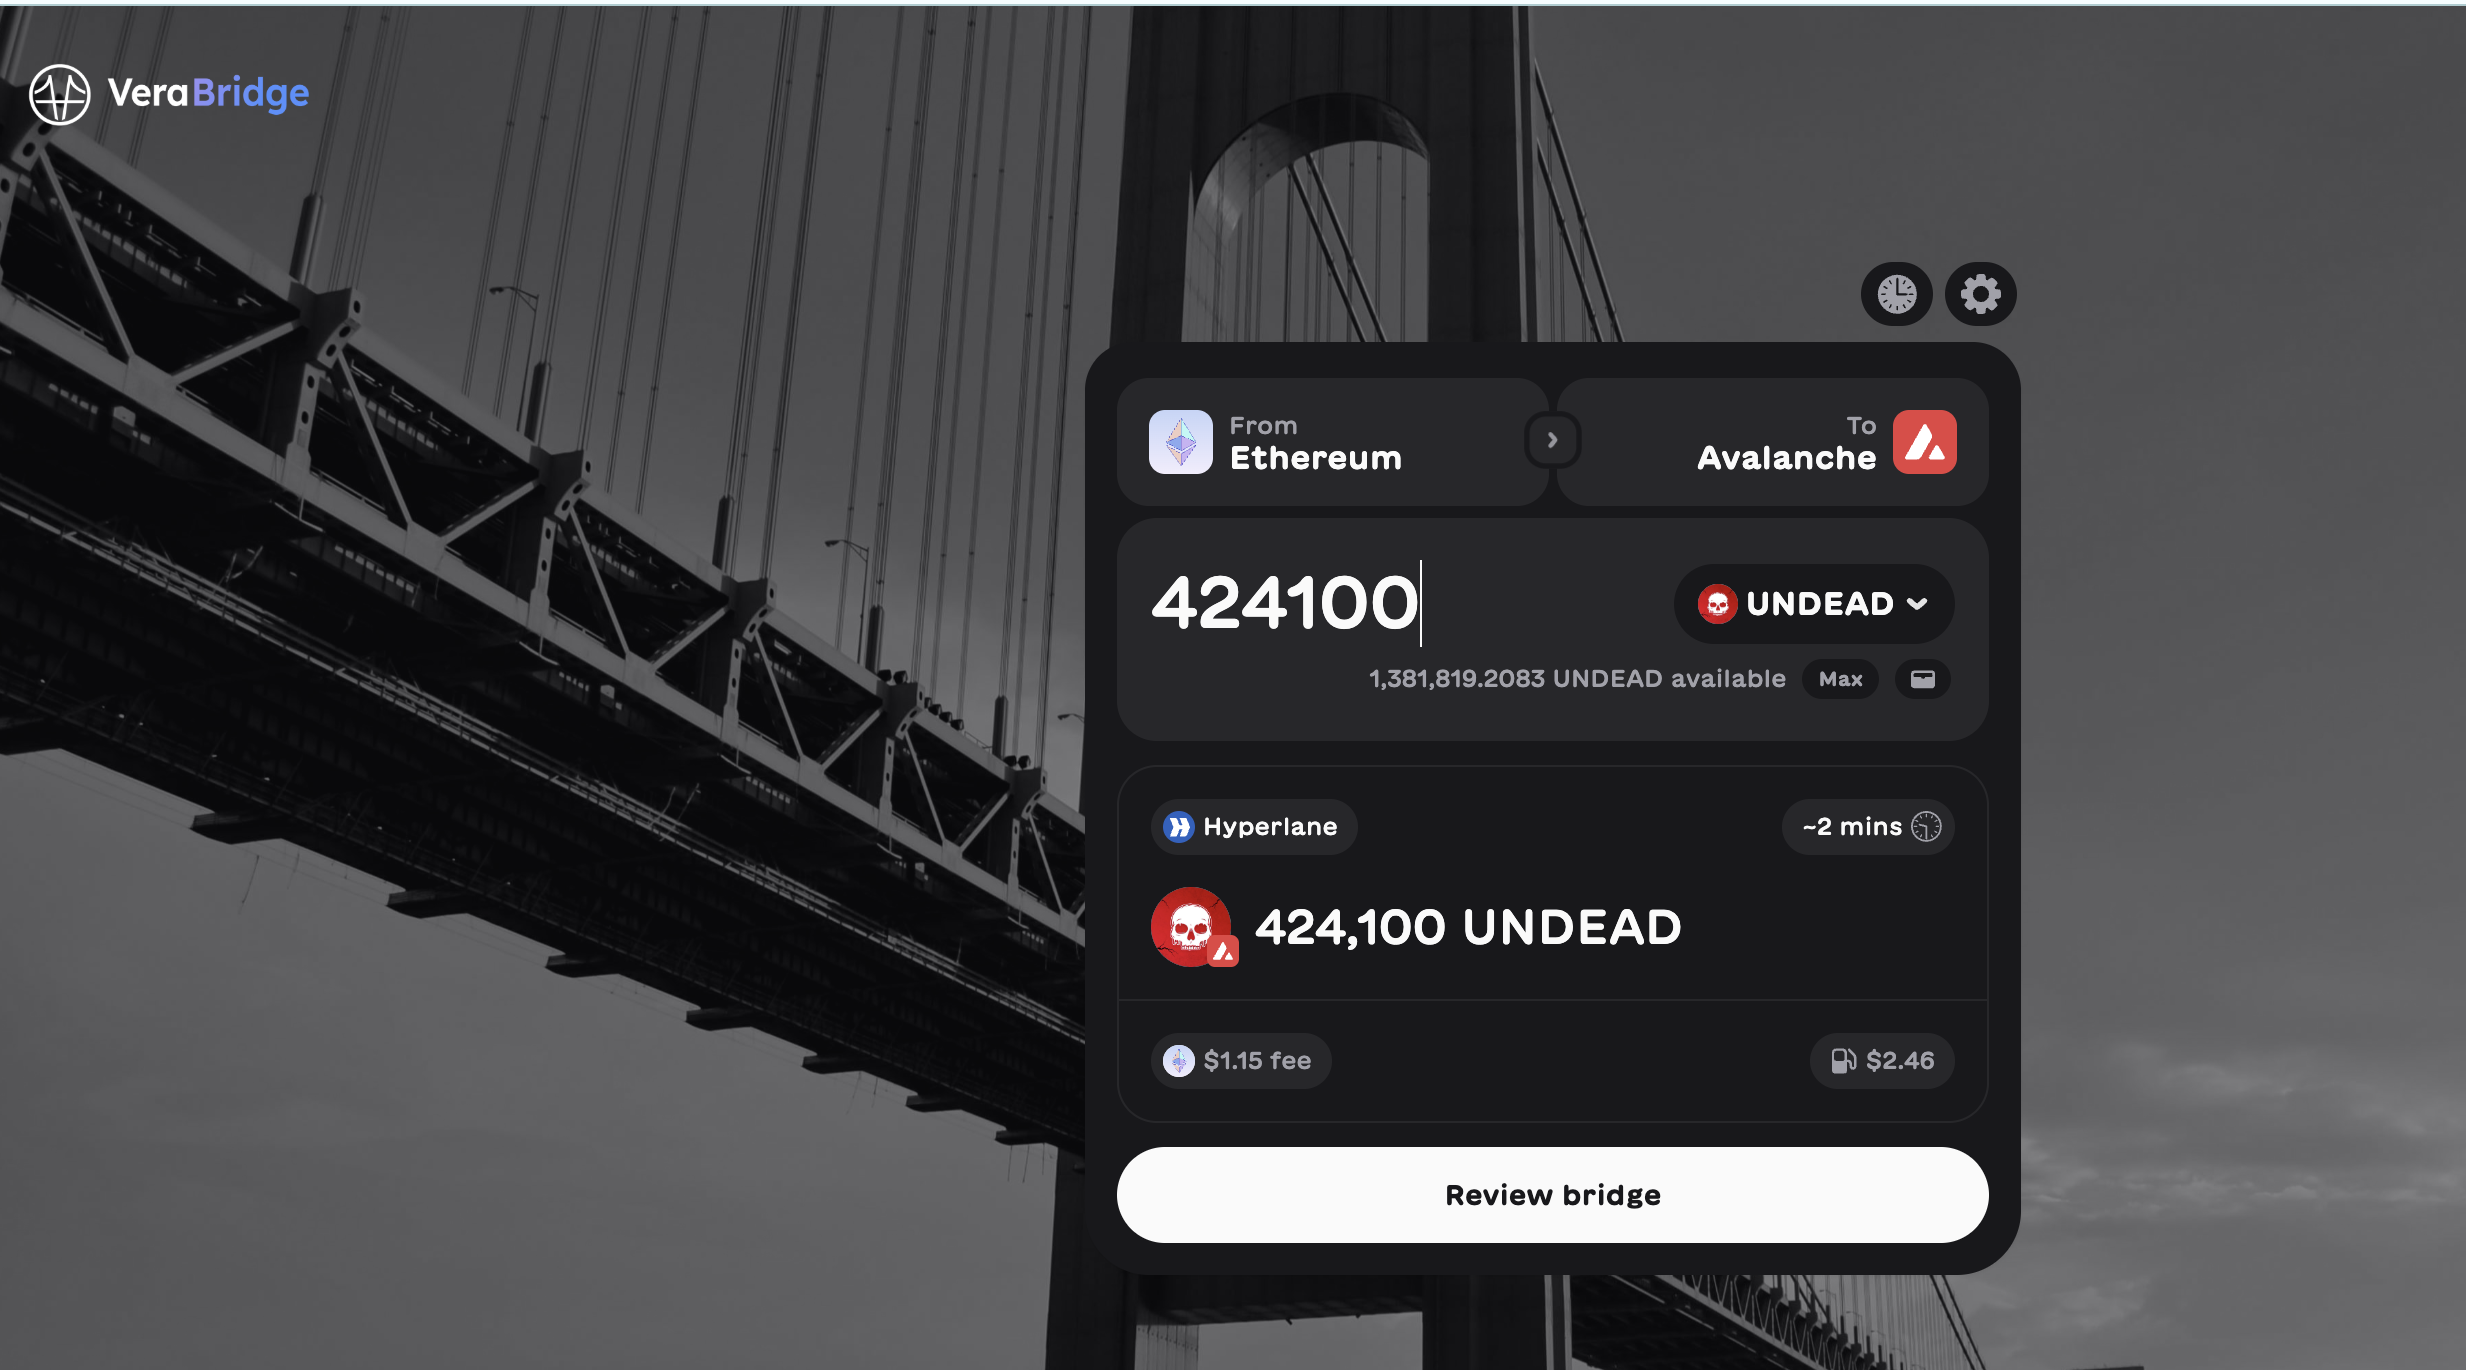 VeraBridge
From
Ethereum
To
Avalanche
424100
UNDEAD
1,381,819.2083 UNDEAD available
Max
Hyperlane
~2 mins
424,100 UNDEAD
$1.15 fee
$2.46
Review bridge